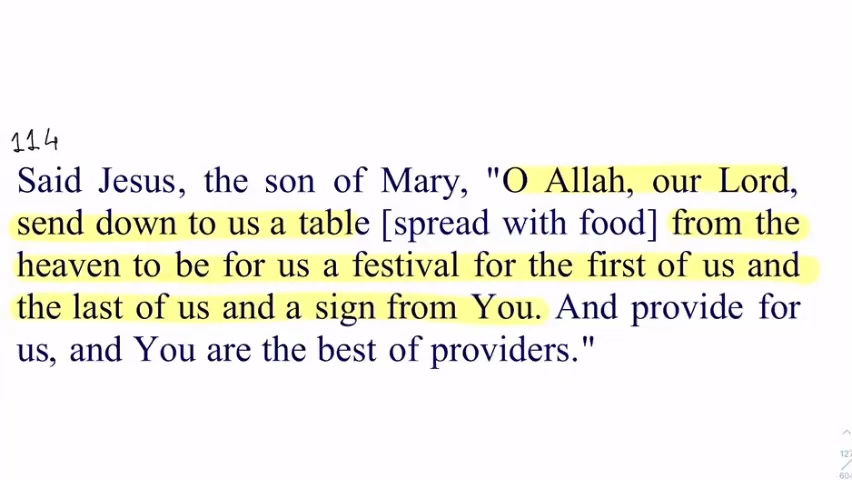 114
Said Jesus, the son of Mary, "O Allah, our Lord,
send down to us a table [spread with food] from the
heaven to be for us a festival for the first of us and
the last of us and a sign from You. And provide for
us, and You are the best of providers."
127